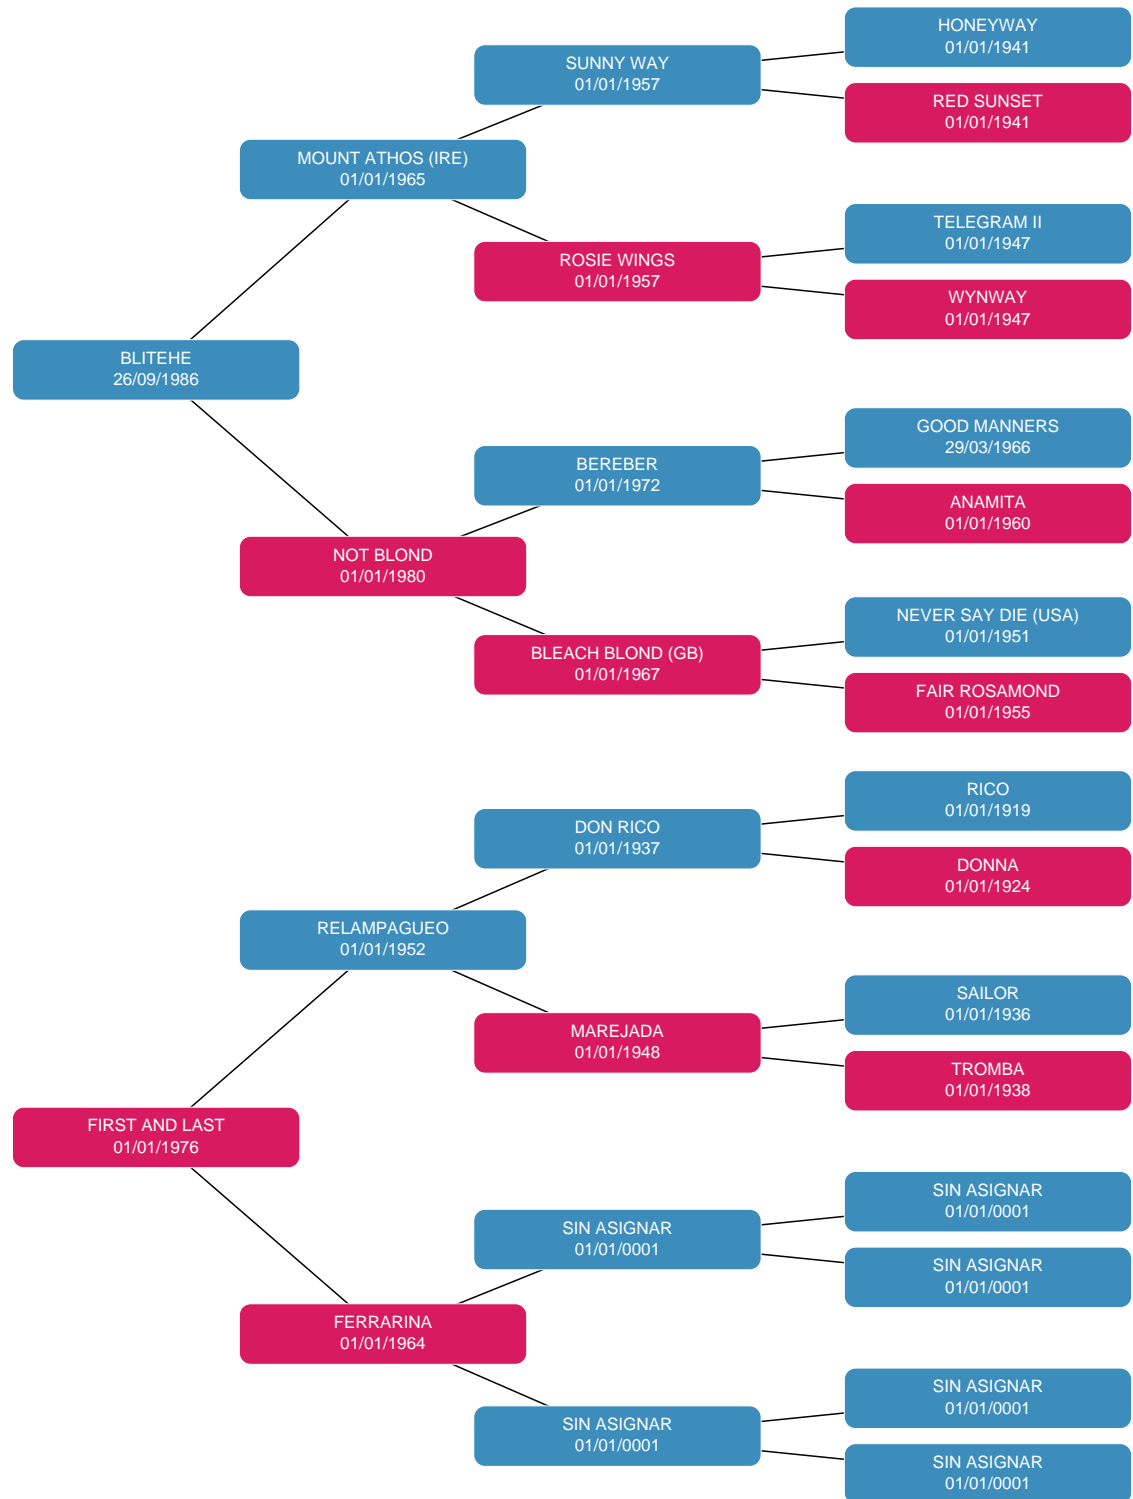 HONEYWAY
01/01/1941
SUNNY WAY
01/01/1957
RED SUNSET
01/01/1941
MOUNT ATHOS (IRE)
01/01/1965
TELEGRAM II
01/01/1947
ROSIE WINGS
01/01/1957
WYNWAY
01/01/1947
BLITEHE
26/09/1986
GOOD MANNERS
29/03/1966
BEREBER
01/01/1972
ANAMITA
01/01/1960
NOT BLOND
01/01/1980
NEVER SAY DIE (USA)
01/01/1951
BLEACH BLOND (GB)
01/01/1967
FAIR ROSAMOND
01/01/1955
RICO
01/01/1919
DON RICO
01/01/1937
DONNA
01/01/1924
RELAMPAGUEO
01/01/1952
SAILOR
01/01/1936
MAREJADA
01/01/1948
TROMBA
01/01/1938
FIRST AND LAST
01/01/1976
SIN ASIGNAR
01/01/0001
SIN ASIGNAR
01/01/0001
SIN ASIGNAR
01/01/0001
FERRARINA
01/01/1964
SIN ASIGNAR
01/01/0001
SIN ASIGNAR
01/01/0001
SIN ASIGNAR
01/01/0001